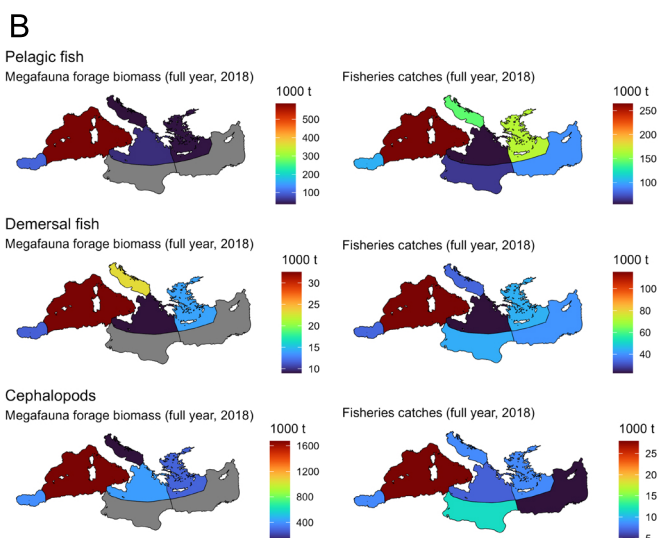 B
Pelagic fish
Megafauna forage biomass (full year, 2018)
1000 t
500
400
300
200
100
Fisheries catches (full year, 2018)
1000 t
250
200
150
100
Demersal fish
Megafauna forage biomass (full year, 2018)
1000 t
30
25
20
15
10
Fisheries catches (full year, 2018)
1000 t
100
80
60
40
Cephalopods
Megafauna forage biomass (full year, 2018)
1000 t
1600
1200
800
400
Fisheries catches (full year, 2018)
1000 t
25
20
15
10
5